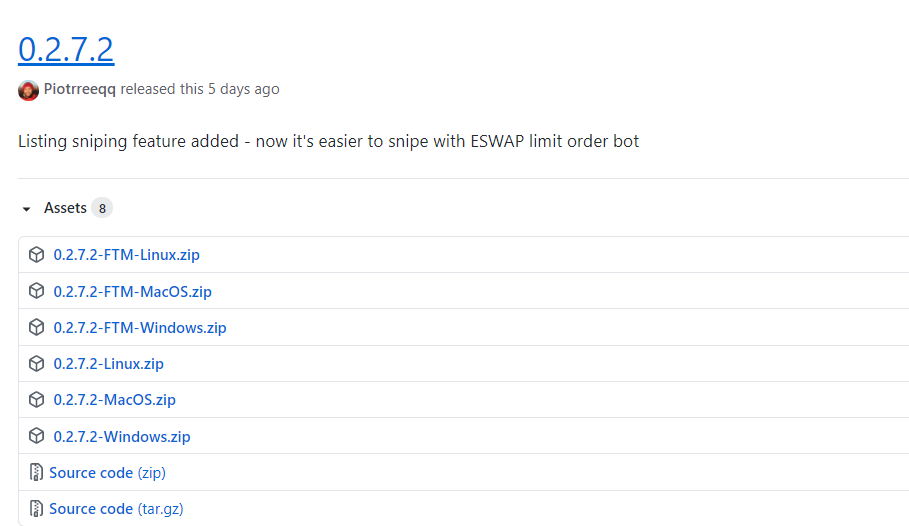 0.2.7.2
Piotrreeqq released this 5 days ago
Listing sniping feature added - now it's easier to snipe with ESWAP limit order bot
Assets 8
0.2.7.2-FTM-Linux.zip
0.2.7.2-FTM-MacOS.zip
0.2.7.2-FTM-Windows.zip
0.2.7.2-Linux.zip
0.2.7.2-MacOS.zip
0.2.7.2-Windows.zip
Source code (zip)
Source code (tar.gz)